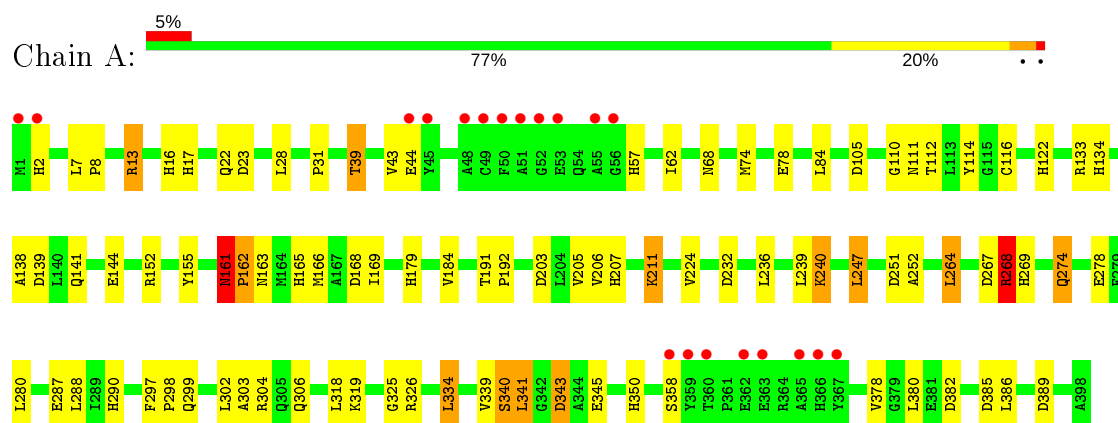 5%
Chain A:
77%
20%
• •
M1 H2 L7 P8 R13 H16 H17 Q22 D23 L28 P31 T39 V43 E44 Y45 A48 C49 F50 A51 G52 E53 Q54 A55 G56 H57 I62 N68 M74 E78 L84 D105 G110 N111 T112 L113 Y114 G115 C116 H122 R133 H134
A138 D139 L140 Q141 E144 R152 Y155 N161 P162 N163 M164 H165 M166 A167 D168 I169 H179 V184 T191 P192 D203 L204 V205 V206 H207 K211 V224 D232 L236 L239 K240 L247 D251 A252 L264 D267 R268 H269 Q274 E278
L280 E287 L288 I289 H290 F297 P298 Q299 L302 A303 R304 Q305 Q306 L318 K319 G325 R326 L334 V339 S340 L341 G342 D343 A344 E345 H350 S358 Y359 T360 P361 E362 E363 R364 A365 H366 Y367 V378 G379 L380 E381 D382 D385 L386 D389 A398